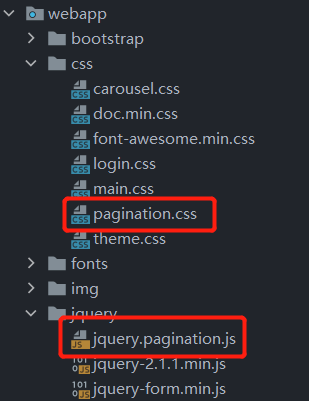 webapp
bootstrap
css
carousel.css
doc.min.css
font-awesome.min.css
login.css
main.css
pagination.css
theme.css
fonts
img
jquery
jquery.pagination.js
jquery-2.1.1.min.js
jquery-form.min.js